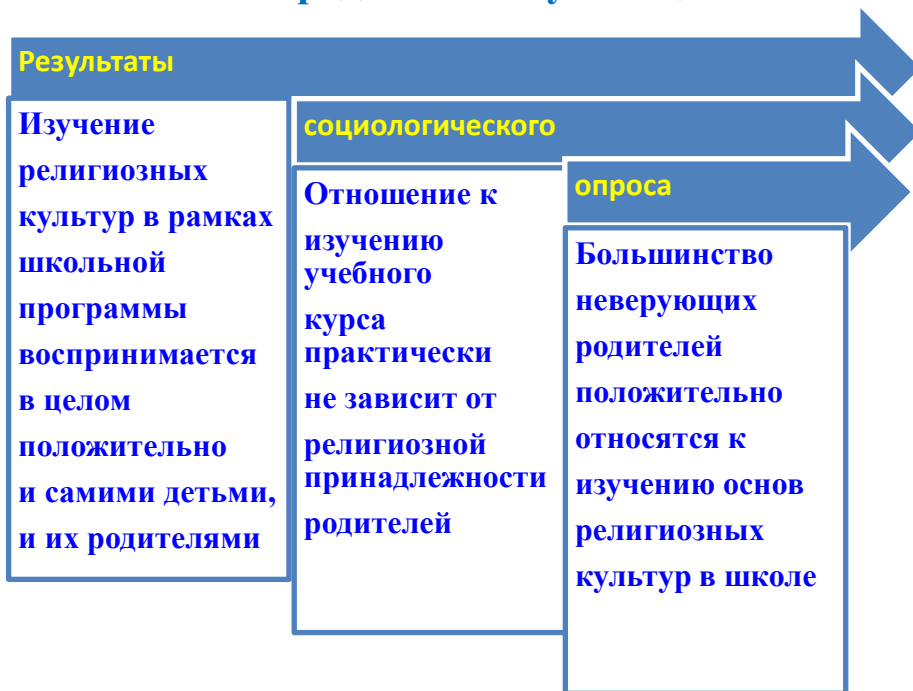 Результаты
Изучение
религиозных
культур в рамках
школьной
программы
воспринимается
в целом
положительно
и самими детьми,
и их родителями
социологического
Отношение к
изучению
учебного
курса
практически
не зависит от
религиозной
принадлежности
родителей
опроса
Большинство
неверующих
родителей
положительно
относятся к
изучению основ
религиозных
культур в школе